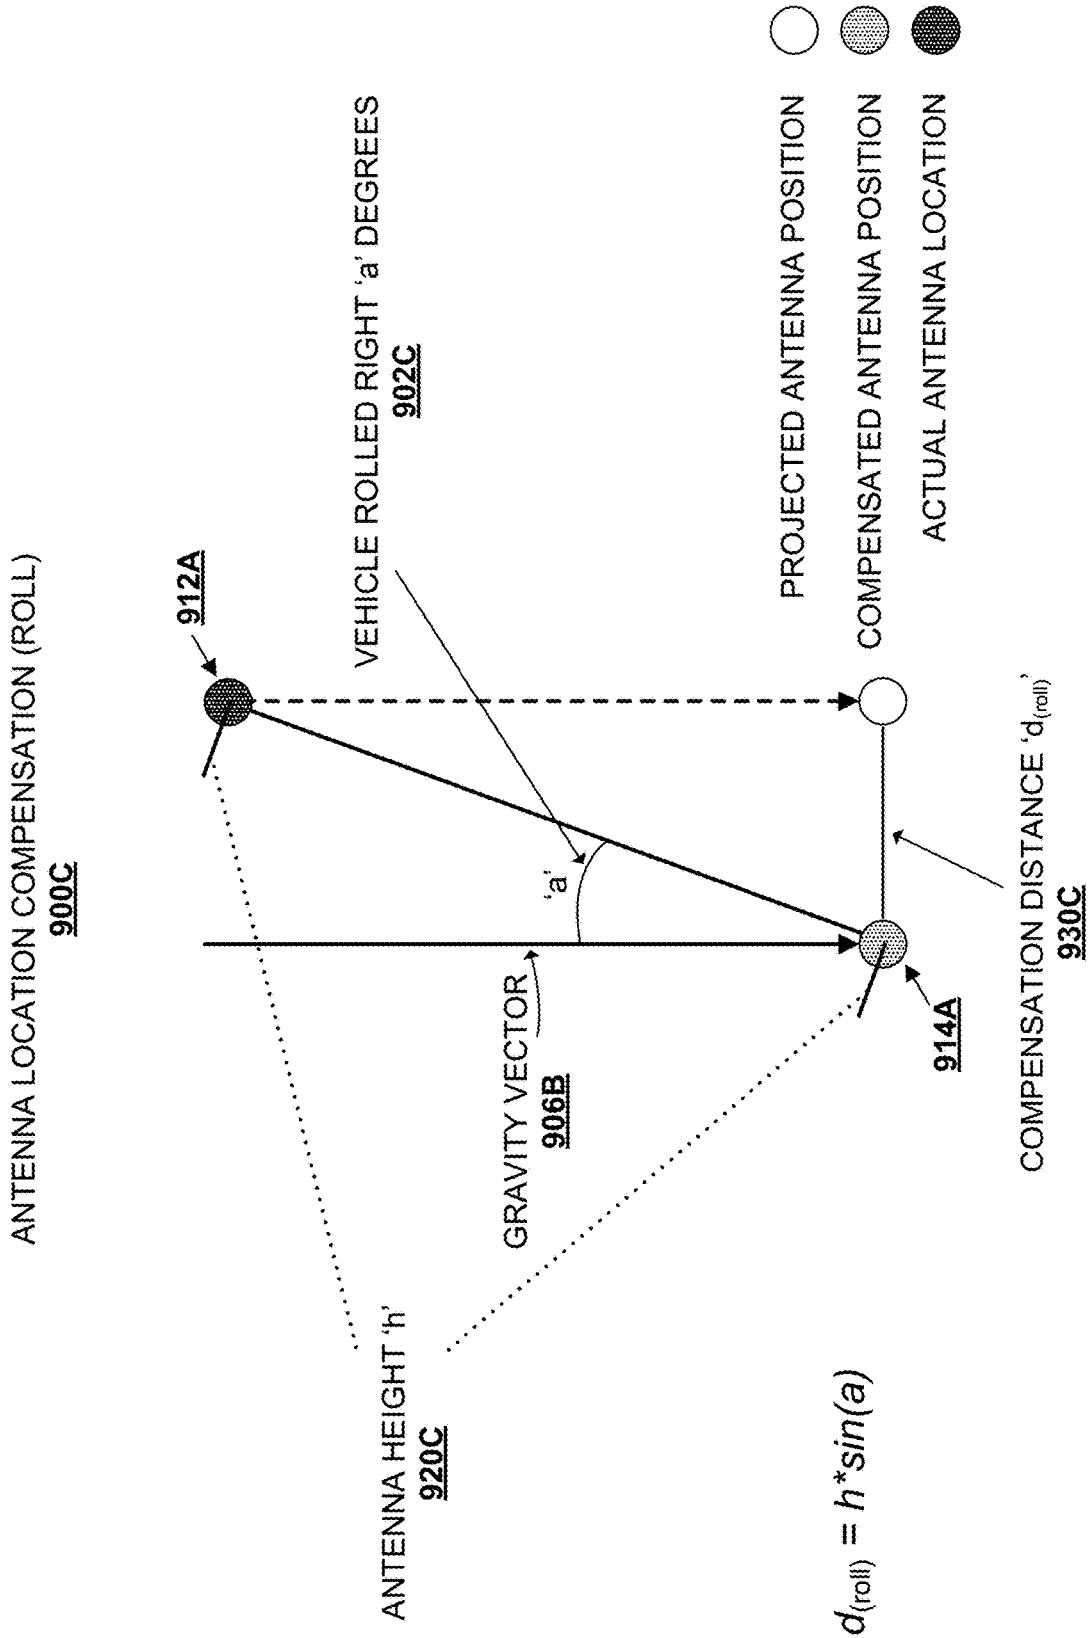 ANTENNA LOCATION COMPENSATION (ROLL)
900C
912A
VEHICLE ROLLED RIGHT 'a' DEGREES
902C
ANTENNA HEIGHT 'h'
920C
GRAVITY VECTOR
906B
'a'
914A
COMPENSATION DISTANCE 'd(roll)'
930C
d(roll) = h*sin(a)
PROJECTED ANTENNA POSITION
COMPENSATED ANTENNA POSITION
ACTUAL ANTENNA LOCATION